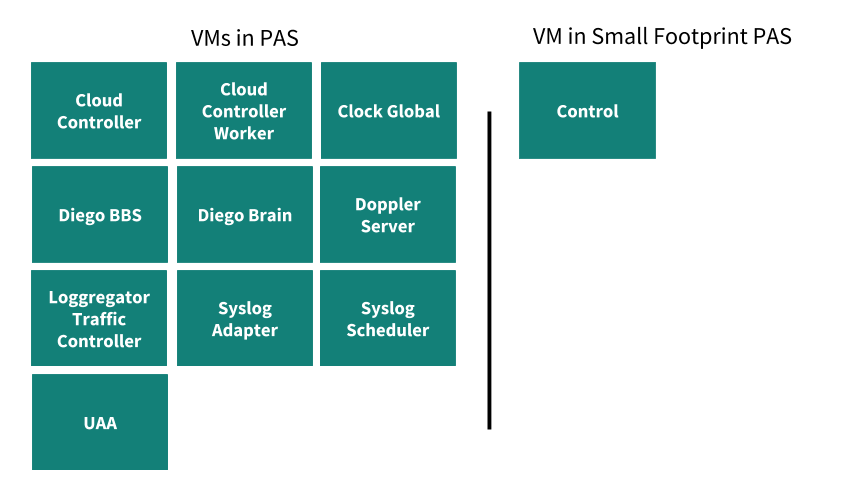 VMs in PAS
VM in Small Footprint PAS
Cloud
Controller
Cloud
Controller
Worker
Clock Global
Control
Diego BBS
Diego Brain
Doppler
Server
Loggregator
Traffic
Controller
Syslog
Adapter
Syslog
Scheduler
UAA